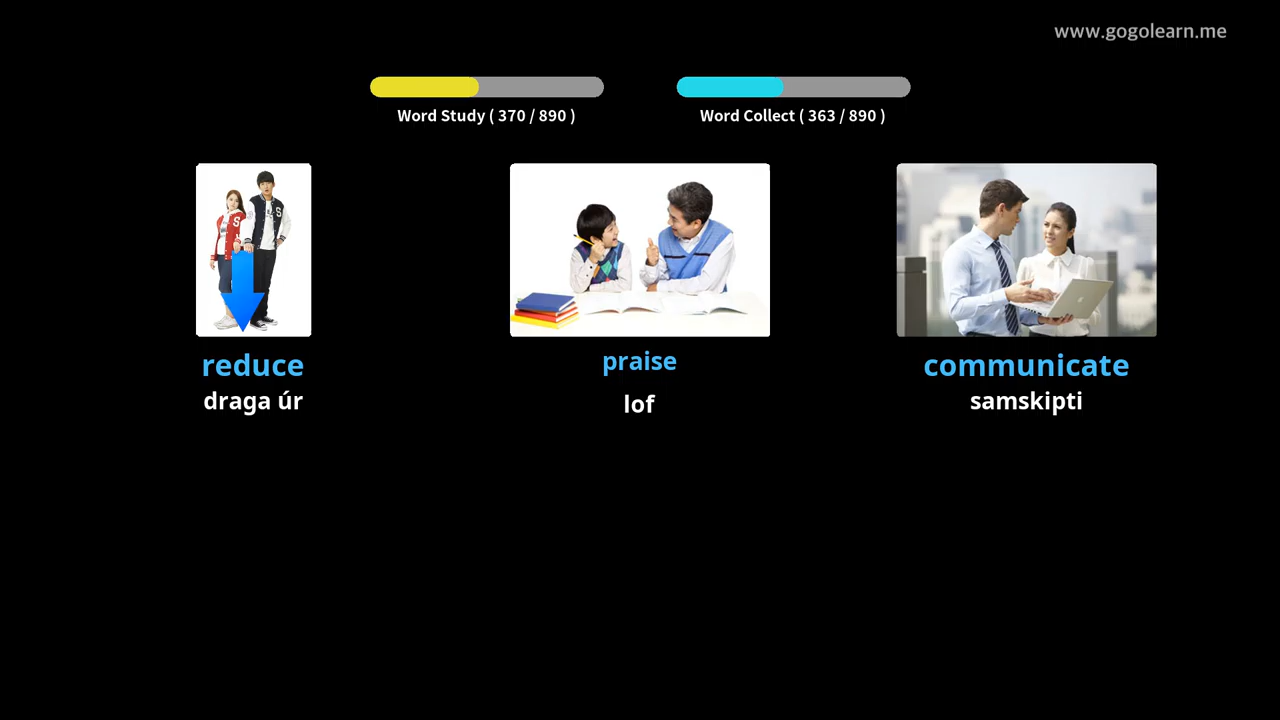 www.gogolearn.me
Word Study ( 370 / 890 )
Word Collect ( 363 / 890 )
S
S
reduce
draga úr
praise
lof
communicate
samskipti